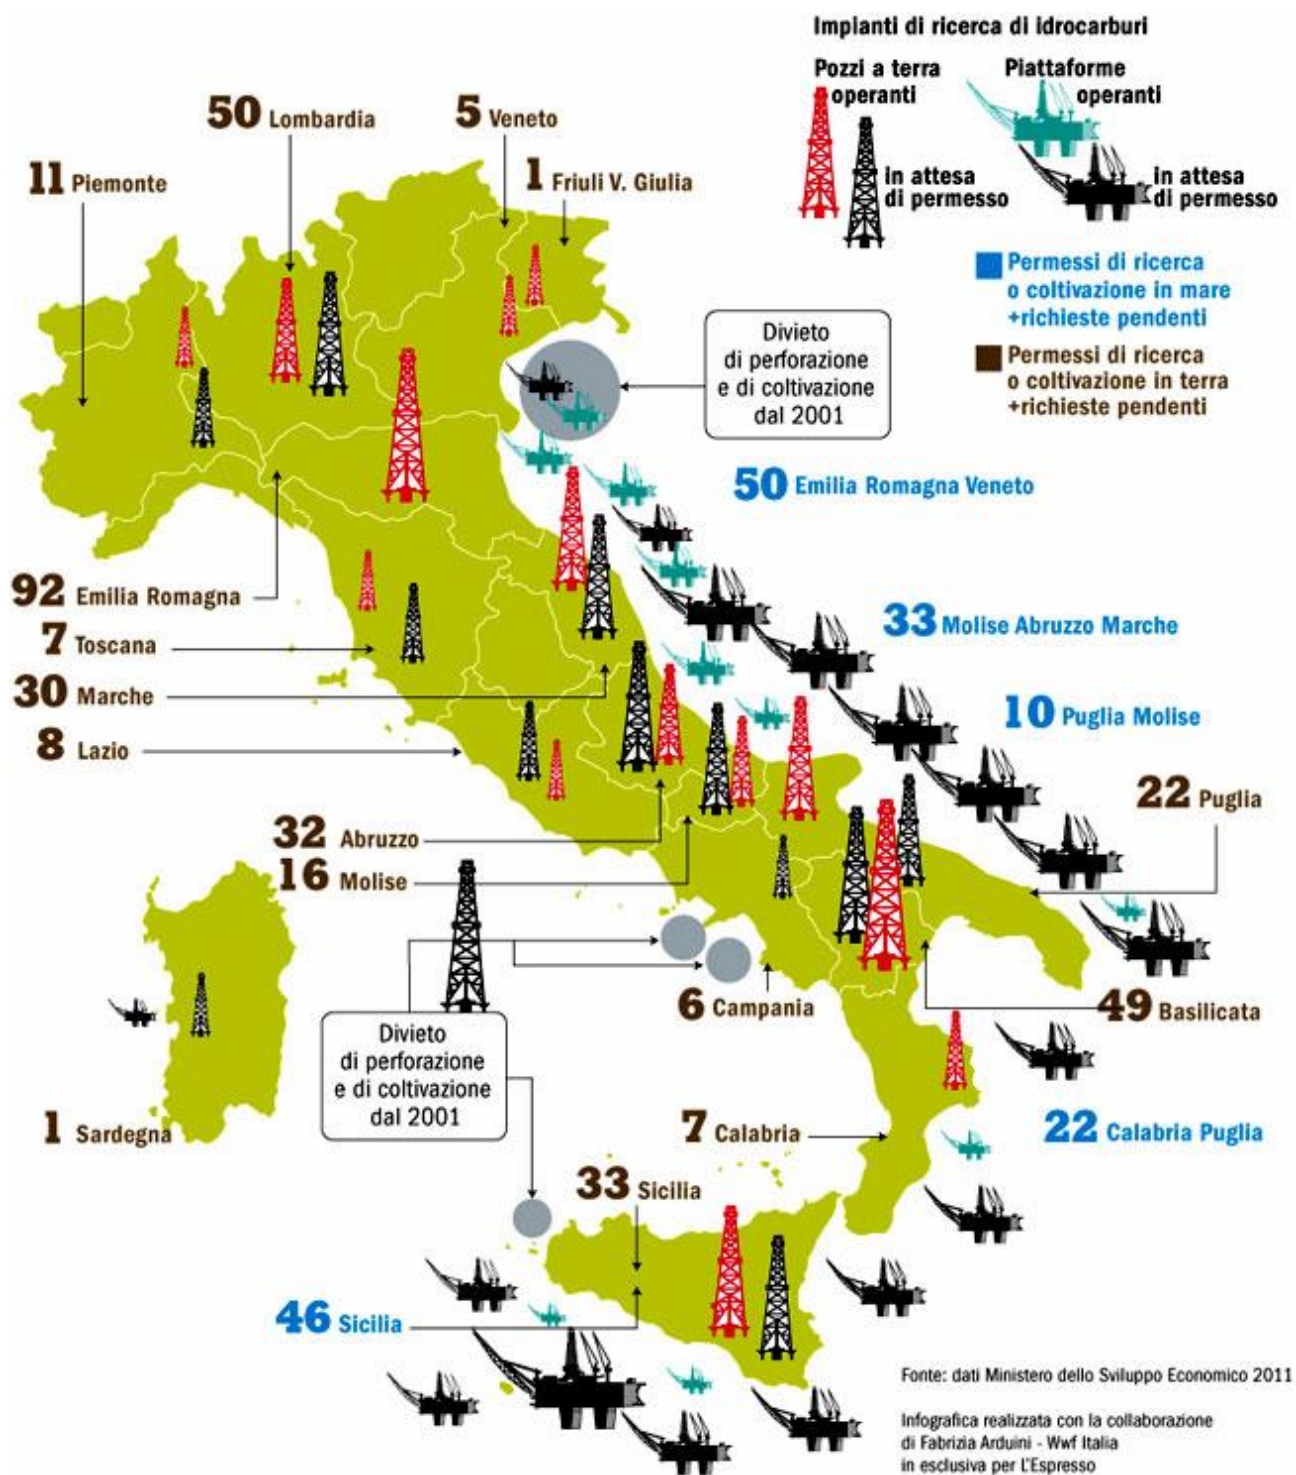 Impianti di ricerca di idrocarburi
Pozzi a terra
operanti
in attesa
di permesso
Piattaforme
operanti
in attesa
di permesso
Permessi di ricerca
o coltivazione in mare
+richieste pendenti
Permessi di ricerca
o coltivazione in terra
+richieste pendenti
50 Lombardia
5 Veneto
11 Piemonte
1 Friuli V. Giulia
Divieto
di perforazione
e di coltivazione
dal 2001
50 Emilia Romagna Veneto
92 Emilia Romagna
7 Toscana
33 Molise Abruzzo Marche
30 Marche
10 Puglia Molise
8 Lazio
22 Puglia
32 Abruzzo
16 Molise
6 Campania
49 Basilicata
Divieto
di perforazione
e di coltivazione
dal 2001
1 Sardegna
7 Calabria
22 Calabria Puglia
33 Sicilia
46 Sicilia
Fonte: dati Ministero dello Sviluppo Economico 2011
Infografica realizzata con la collaborazione
di Fabrizia Arduini - Wwf Italia
in esclusiva per L'Espresso